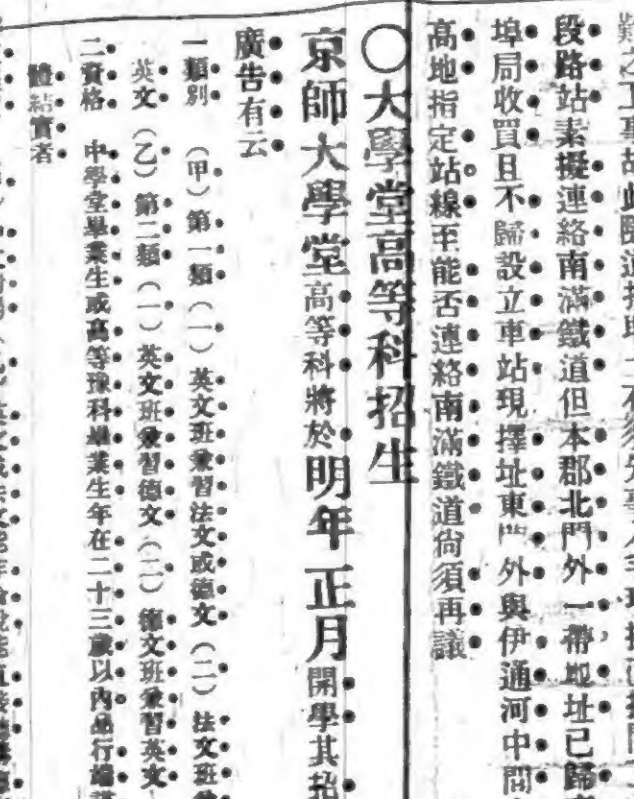 段路站素擬連絡南滿鐵道但本郡北門外一帶地址已歸
埠局收買且不歸設立車站現擇址東門外與伊通河中間
高地指定站線至能否連絡南滿鐵道尙須再議
○大學堂高等科招生
京師大學堂高等科將於明年正月開學其招
廣告有云
一類別 (甲)第一類(一)英文班兼習法文或德文(二)法文班
英文(乙)第二類(一)英文班兼習德文(二)德文班兼習英文
二資格 中學堂畢業生或高等豫科畢業生年在二十三歲以內品行端
體結實者